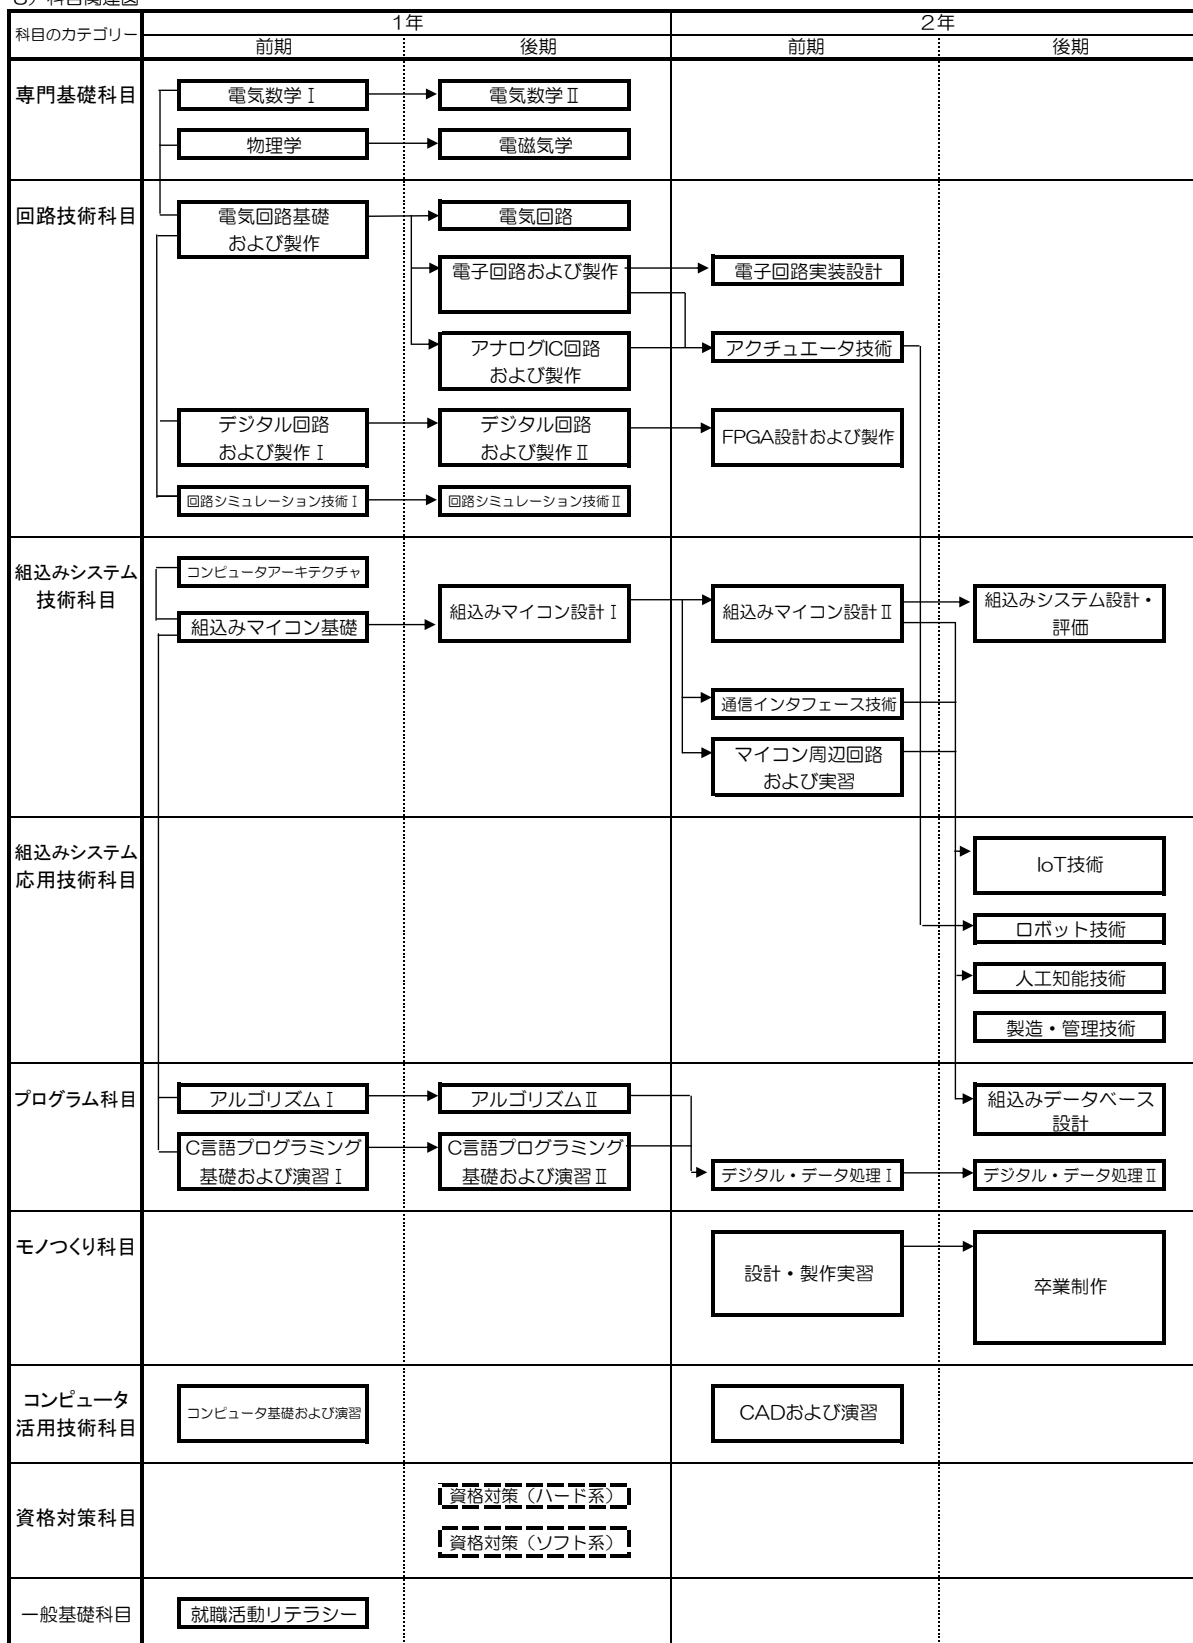 科目のカテゴリー
1年
2年
前期
後期
前期
後期
専門基礎科目
電気数学Ⅰ
電気数学Ⅱ
物理学
電磁気学
回路技術科目
電気回路基礎
および製作
電気回路
電子回路および製作
電子回路実装設計
アナログIC回路
および製作
アクチュエータ技術
デジタル回路
および製作Ⅰ
デジタル回路
および製作Ⅱ
FPGA設計および製作
回路シミュレーション技術Ⅰ
回路シミュレーション技術Ⅱ
組込みシステム
技術科目
コンピュータアーキテクチャ
組込みマイコン基礎
組込みマイコン設計Ⅰ
組込みマイコン設計Ⅱ
組込みシステム設計・
評価
通信インタフェース技術
マイコン周辺回路
および実習
組込みシステム
応用技術科目
IoT技術
ロボット技術
人工知能技術
製造・管理技術
プログラム科目
アルゴリズムⅠ
アルゴリズムⅡ
組込みデータベース
設計
C言語プログラミング
基礎および演習Ⅰ
C言語プログラミング
基礎および演習Ⅱ
デジタル・データ処理Ⅰ
デジタル・データ処理Ⅱ
モノつくり科目
設計・製作実習
卒業制作
コンピュータ
活用技術科目
コンピュータ基礎および演習
CADおよび演習
資格対策科目
資格対策（ハード系）
資格対策（ソフト系）
一般基礎科目
就職活動リテラシー